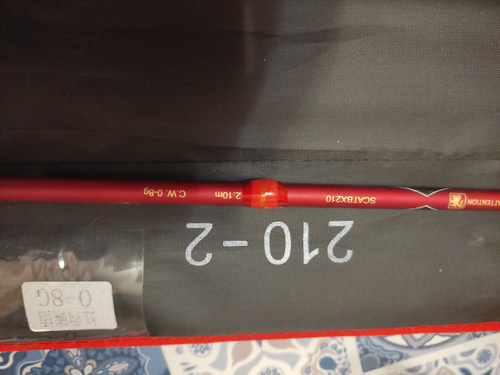 ATTENTION
SCATBX210
2.10m
C.W. 0-8g
210-2
0-8G